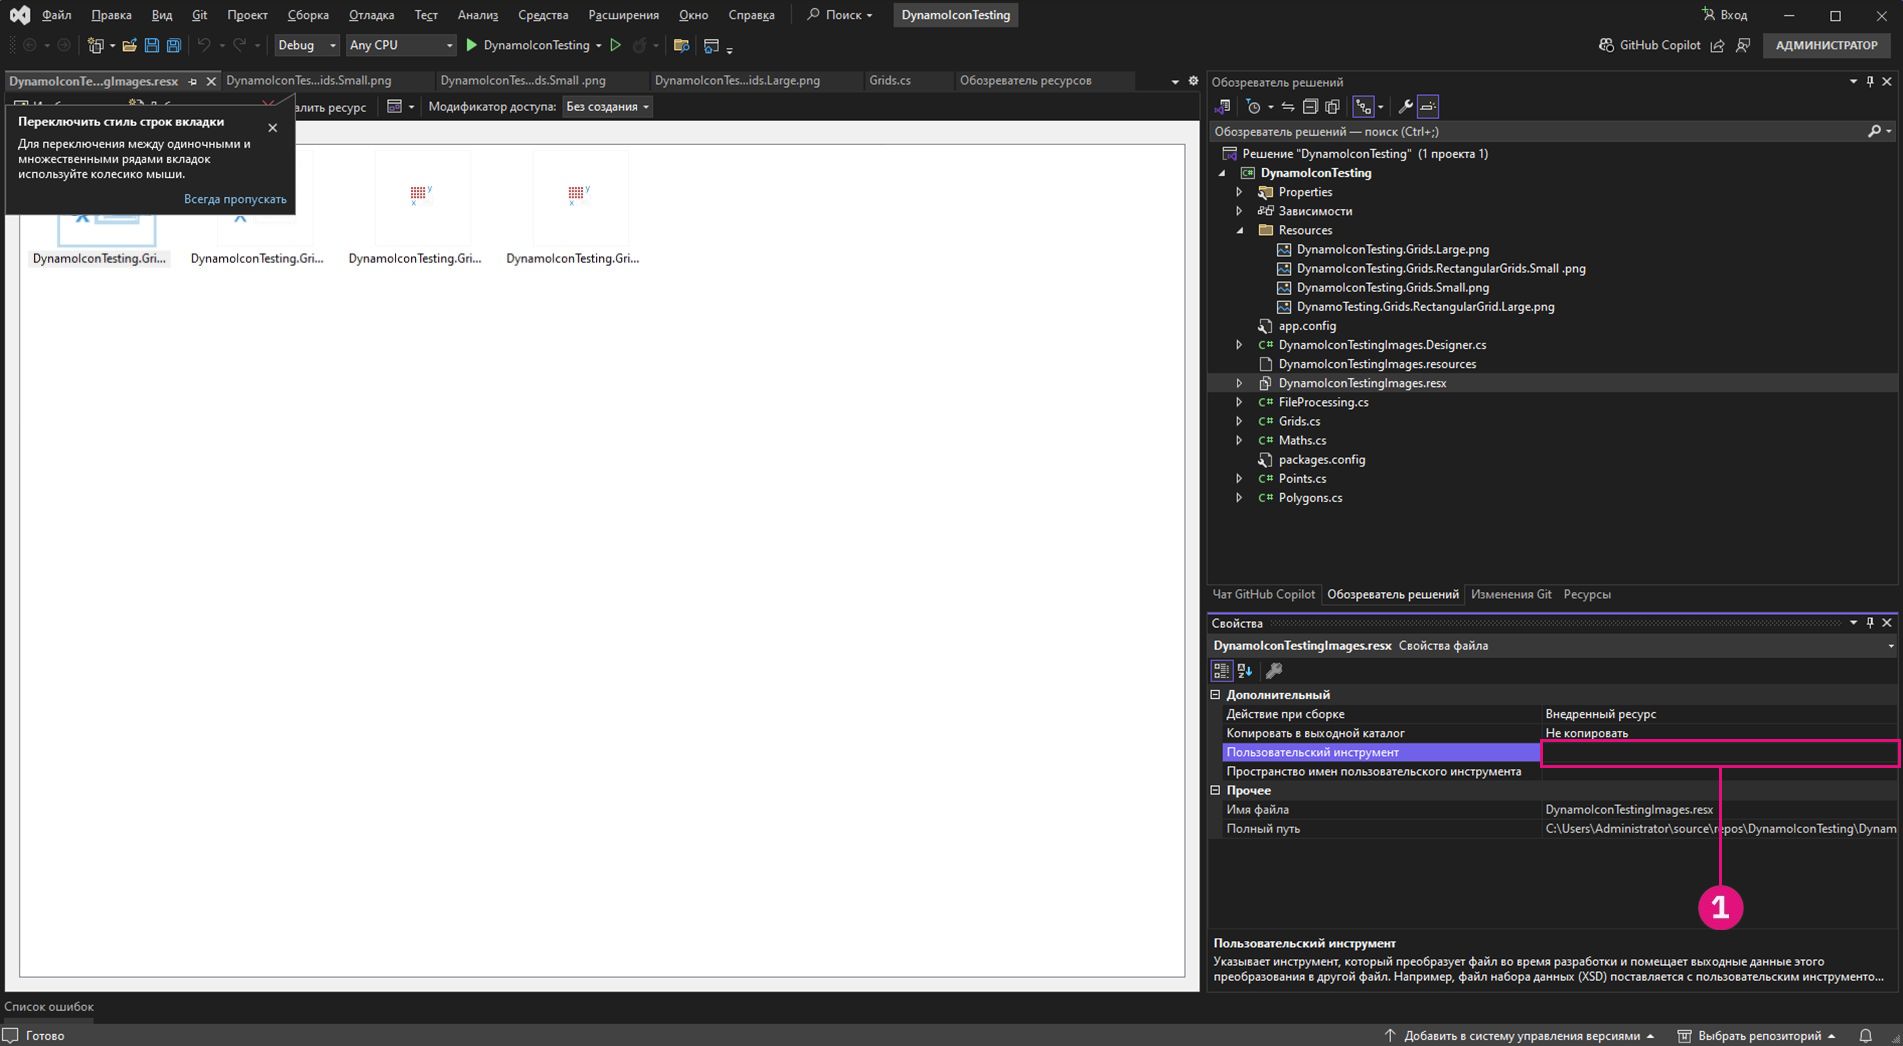 Файл Правка Вид Git Проект Сборка Отладка Тест Анализ Средства Расширения Окно Справка Поиск DynamoIconTesting Вход
Debug Any CPU DynamoIconTesting GitHub Copilot АДМИНИСТРАТОР
DynamoIconTe...gImages.resx DynamoIconTes...ids.Small.png DynamoIconTes...ds.Small .png DynamoIconTes...ids.Large.png Grids.cs Обозреватель ресурсов
алить ресурс Модификатор доступа: Без создания
Переключить стиль строк вкладки
Для переключения между одиночными и
множественными рядами вкладок
используйте колесико мыши.
Всегда пропускать
DynamoIconTesting.Gri... DynamoIconTesting.Gri... DynamoIconTesting.Gri... DynamoIconTesting.Gri...
Обозреватель решений
Обозреватель решений — поиск (Ctrl+;)
Решение "DynamoIconTesting" (1 проекта 1)
DynamoIconTesting
Properties
Зависимости
Resources
DynamoIconTesting.Grids.Large.png
DynamoIconTesting.Grids.RectangularGrids.Small .png
DynamoIconTesting.Grids.Small.png
DynamoTesting.Grids.RectangularGrid.Large.png
app.config
C# DynamoIconTestingImages.Designer.cs
DynamoIconTestingImages.resources
DynamoIconTestingImages.resx
C# FileProcessing.cs
C# Grids.cs
C# Maths.cs
packages.config
C# Points.cs
C# Polygons.cs
Чат GitHub Copilot Обозреватель решений Изменения Git Ресурсы
Свойства
DynamoIconTestingImages.resx Свойства файла
Дополнительный
Действие при сборке Внедренный ресурс
Копировать в выходной каталог Не копировать
Пользовательский инструмент
Пространство имен пользовательского инструмента
Прочее
Имя файла DynamoIconTestingImages.resx
Полный путь C:\Users\Administrator\source\repos\DynamoIconTesting\Dynam
1
Пользовательский инструмент
Указывает инструмент, который преобразует файл во время разработки и помещает выходные данные этого
преобразования в другой файл. Например, файл набора данных (XSD) поставляется с пользовательским инструменто...
Список ошибок
Готово Добавить в систему управления версиями Выбрать репозиторий